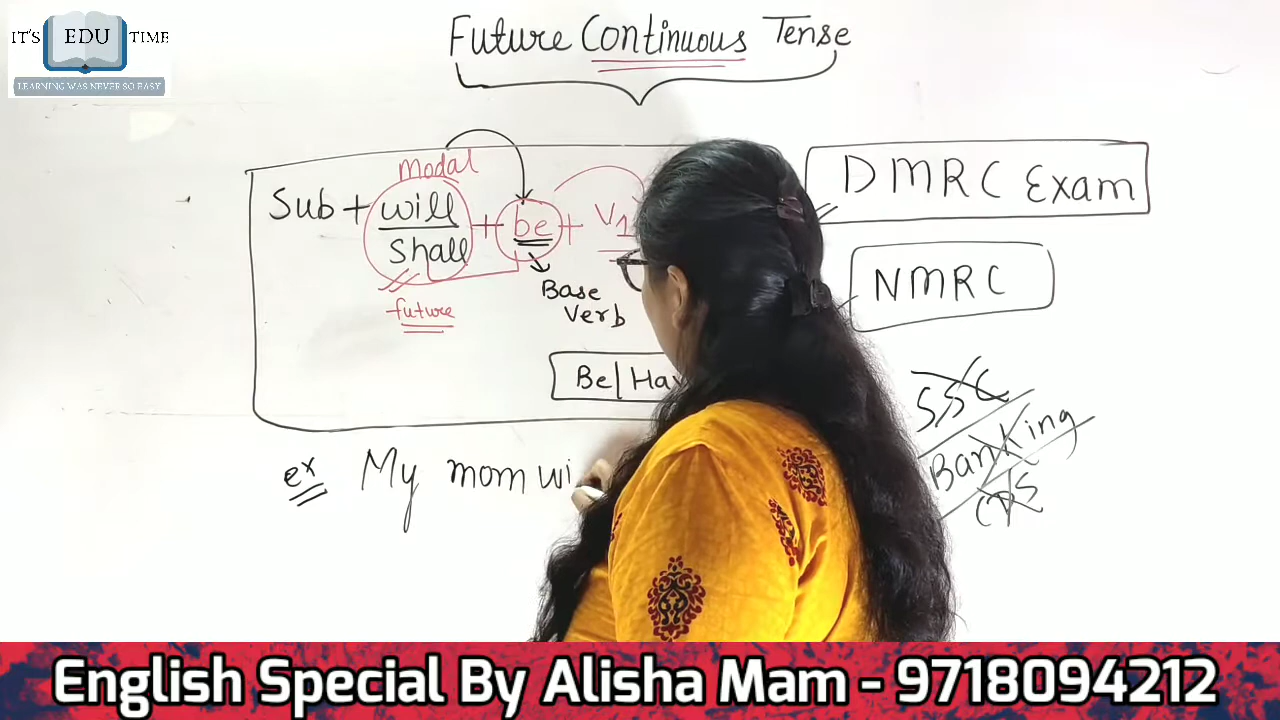 IT'S EDU TIME
LEARNING WAS NEVER SO EASY
Future Continuous Tense
Modal
Sub + will + be + V1
shall
future
Base
Verb
Be/Hav
ex My mom wi
DMRC Exam
NMRC
SSC
Banking
CDS
English Special By Alisha Mam - 9718094212